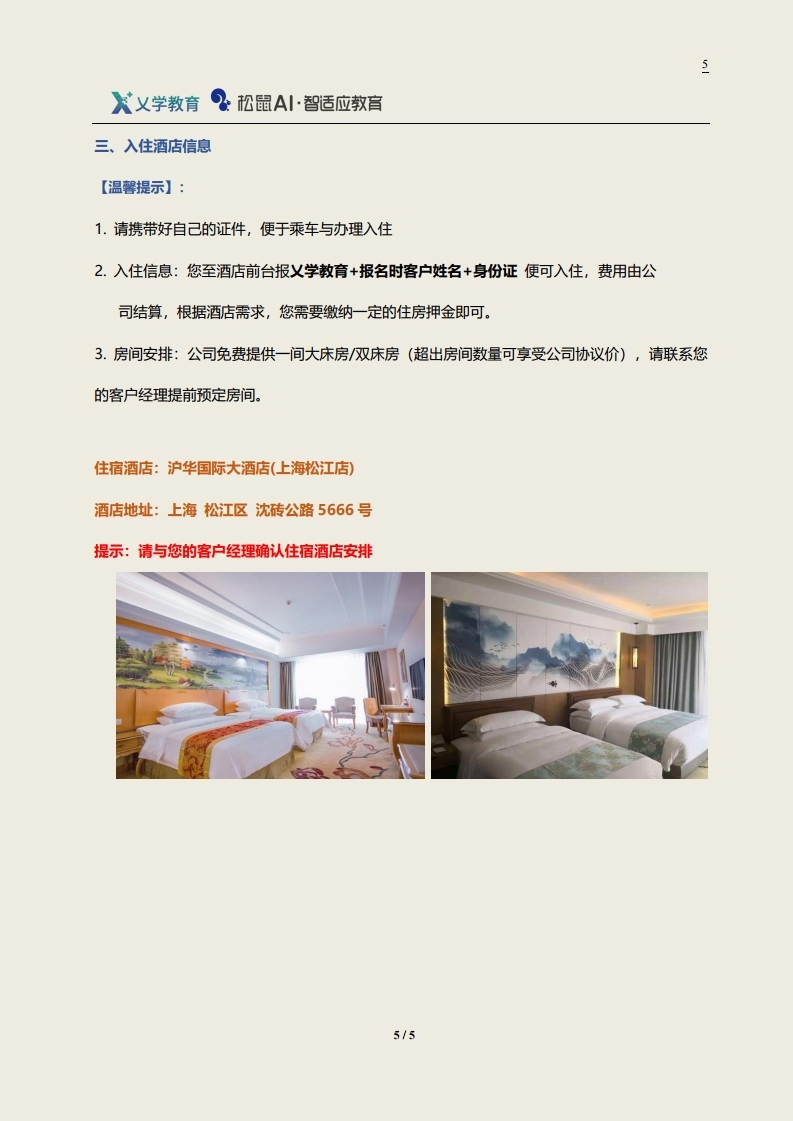 5
乂学教育 松鼠AI·智适应教育
三、入住酒店信息
【温馨提示】:
1. 请携带好自己的证件，便于乘车与办理入住
2. 入住信息：您至酒店前台报乂学教育+报名时客户姓名+身份证 便可入住，费用由公
司结算，根据酒店需求，您需要缴纳一定的住房押金即可。
3. 房间安排：公司免费提供一间大床房/双床房（超出房间数量可享受公司协议价），请联系您
的客户经理提前预定房间。
住宿酒店：沪华国际大酒店(上海松江店)
酒店地址：上海 松江区 沈砖公路 5666 号
提示：请与您的客户经理确认住宿酒店安排
5 / 5